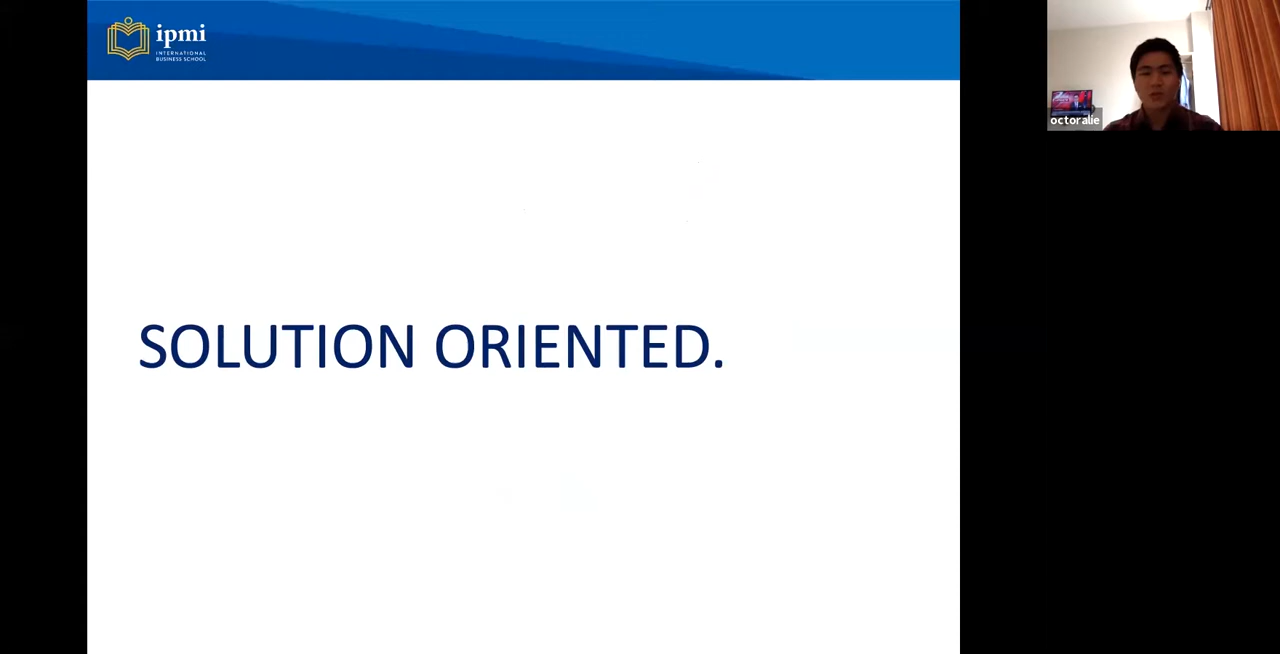 ipmi
INTERNATIONAL
BUSINESS SCHOOL
octoralie
SOLUTION ORIENTED.